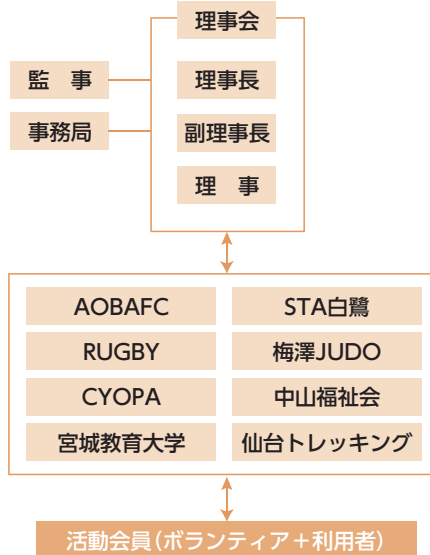 理事会
監　事
事務局
理事長
副理事長
理　事
AOBAFC
STA白鷺
RUGBY
梅澤JUDO
CYOPA
中山福祉会
宮城教育大学
仙台トレッキング
活動会員（ボランティア＋利用者）